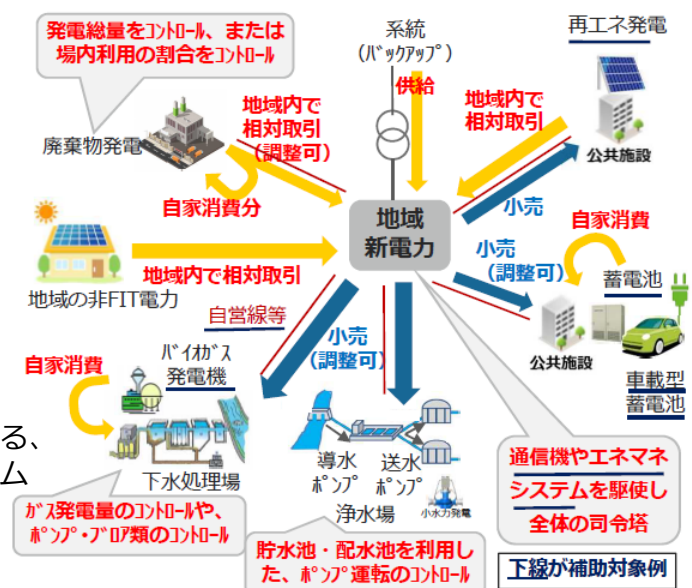 発電総量をｺﾝﾄﾛｰﾙ、または
場内利用の割合をｺﾝﾄﾛｰﾙ
系統
(ﾊﾞｯｸｱｯﾌﾟ)
供給
再エネ発電
公共施設
廃棄物発電
地域内で
相対取引
（調整可）
自家消費分
地域内で
相対取引
小売
地域
新電力
地域内で相対取引
地域の非FIT電力
小売
（調整可）
自家消費
蓄電池
公共施設
車載型
蓄電池
自営線等
小売
（調整可）
自家消費
ﾊﾞｲｵｶﾞｽ
発電機
下水処理場
導水
ﾎﾟﾝﾌﾟ
送水
ﾎﾟﾝﾌﾟ
浄水場
小水力発電
る、
ム
ｶﾞｽ発電量のｺﾝﾄﾛｰﾙや、
ﾎﾟﾝﾌﾟ・ﾌﾞﾛｱ類のｺﾝﾄﾛｰﾙ
貯水池・配水池を利用し
た、ﾎﾟﾝﾌﾟ運転のｺﾝﾄﾛｰﾙ
通信機やエネマネ
システムを駆使し
全体の司令塔
下線が補助対象例